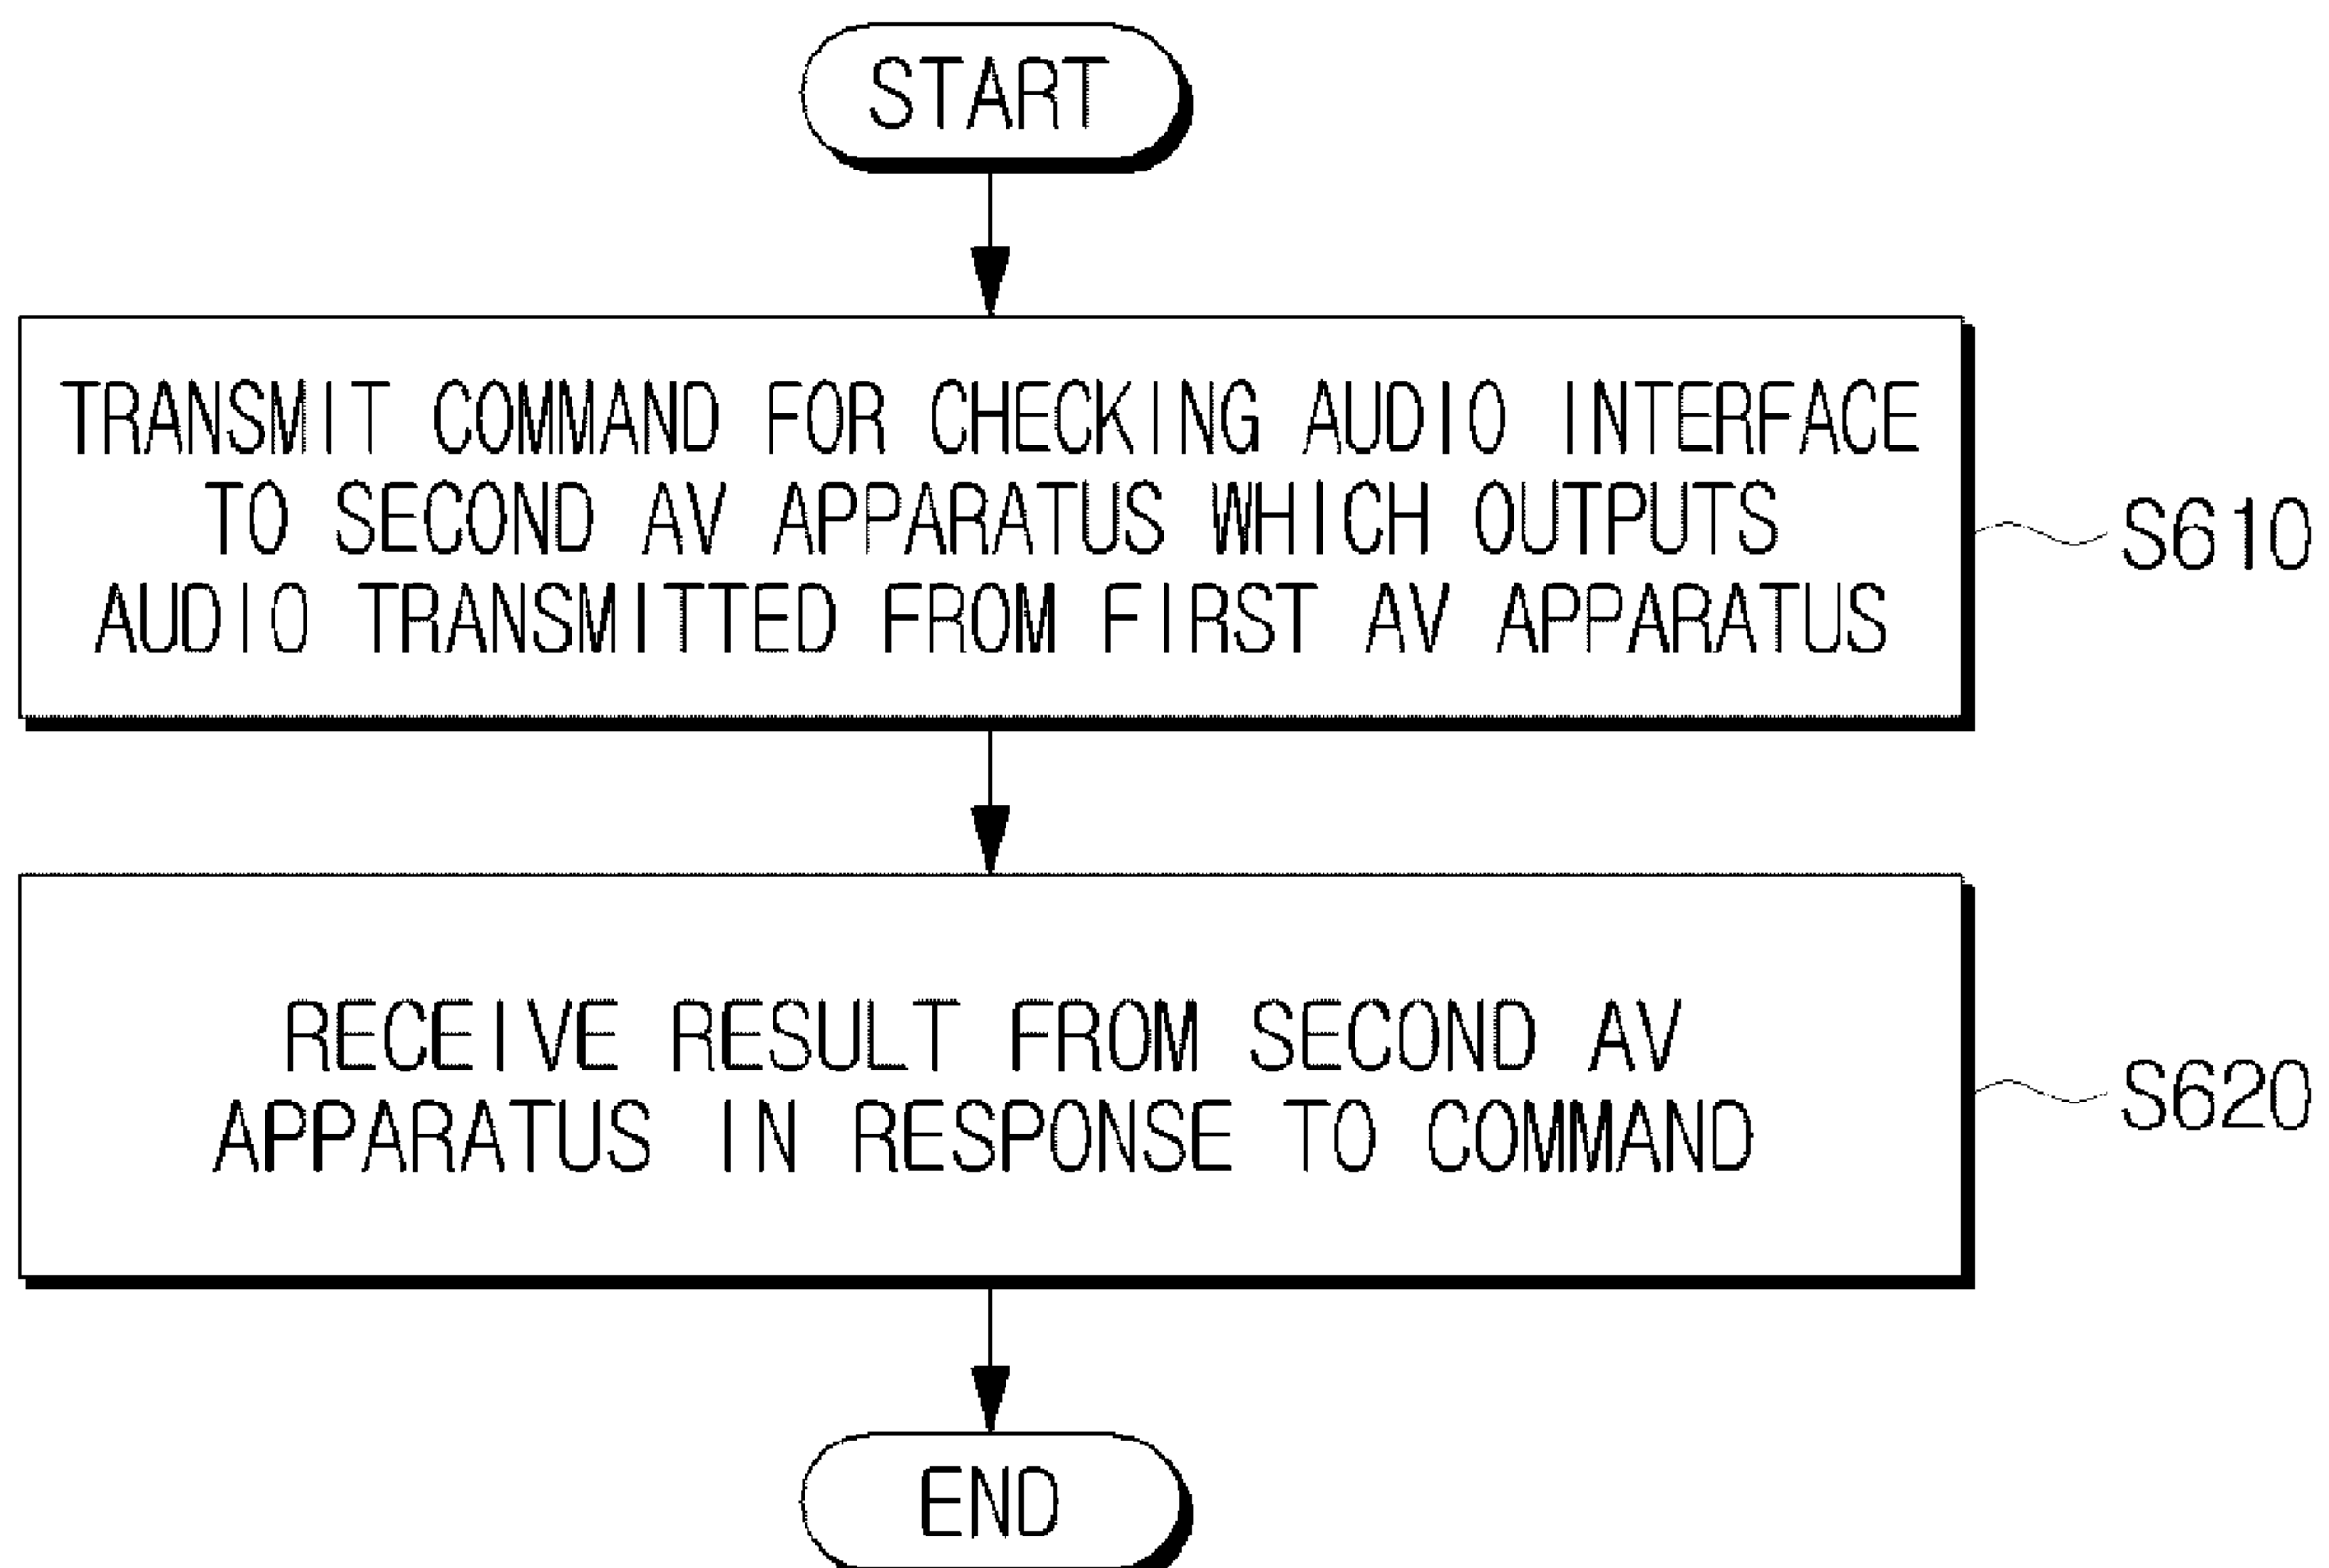 START
TRANSMIT COMMAND FOR CHECKING AUDIO INTERFACE
TO SECOND AV APPARATUS WHICH OUTPUTS
AUDIO TRANSMITTED FROM FIRST AV APPARATUS
S610
RECEIVE RESULT FROM SECOND AV
APPARATUS IN RESPONSE TO COMMAND
S620
END